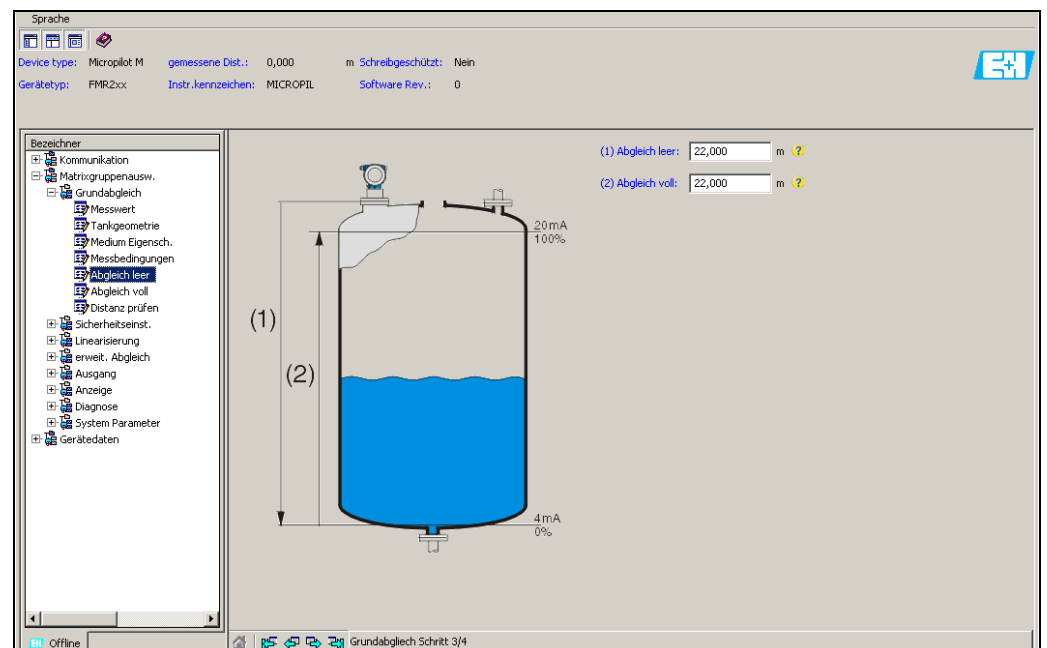 Sprache
Device type: Micropilot M gemessene Dist.: 0,000 m Schreibgeschützt: Nein
Gerätetyp: FMR2xx Instr.kennzeichen: MICROPIL Software Rev.: 0
E+H
Bezeichner
Kommunikation
Matrixgruppenausw.
Grundabgleich
Messwert
Tankgeometrie
Medium Eigensch.
Messbedingungen
Abgleich leer
Abgleich voll
Distanz prüfen
Sicherheitseinst.
Linearisierung
erweit. Abgleich
Ausgang
Anzeige
Diagnose
System Parameter
Gerätedaten
(1) Abgleich leer: 22,000 m ?
(2) Abgleich voll: 22,000 m ?
20mA
100%
(1)
(2)
4mA
0%
Offline
Grundabgliech Schritt 3/4